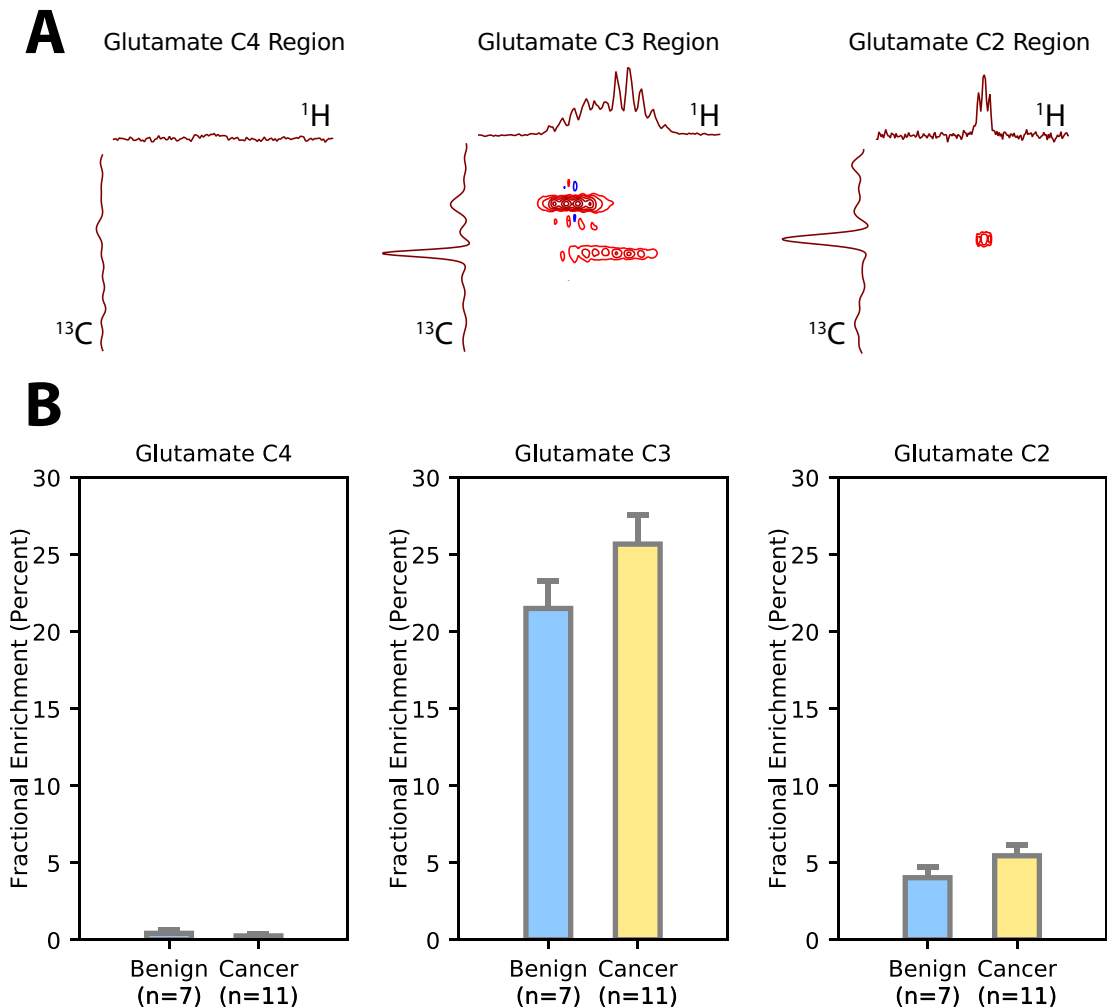 A
Glutamate C4 Region
Glutamate C3 Region
Glutamate C2 Region
¹H
¹H
¹H
¹³C
¹³C
¹³C
B
Glutamate C4
Fractional Enrichment (Percent)
30
25
20
15
10
5
0
Benign Cancer
(n=7) (n=11)
Glutamate C3
Fractional Enrichment (Percent)
30
25
20
15
10
5
0
Benign Cancer
(n=7) (n=11)
Glutamate C2
Fractional Enrichment (Percent)
30
25
20
15
10
5
0
Benign Cancer
(n=7) (n=11)